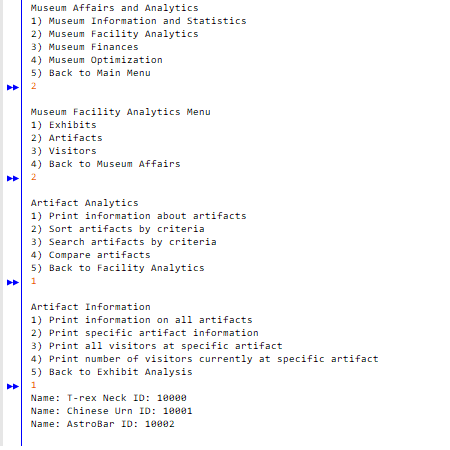 Museum Affairs and Analytics
1) Museum Information and Statistics
2) Museum Facility Analytics
3) Museum Finances
4) Museum Optimization
5) Back to Main Menu
2
Museum Facility Analytics Menu
1) Exhibits
2) Artifacts
3) Visitors
4) Back to Museum Affairs
2
Artifact Analytics
1) Print information about artifacts
2) Sort artifacts by criteria
3) Search artifacts by criteria
4) Compare artifacts
5) Back to Facility Analytics
1
Artifact Information
1) Print information on all artifacts
2) Print specific artifact information
3) Print all visitors at specific artifact
4) Print number of visitors currently at specific artifact
5) Back to Exhibit Analysis
1
Name: T-rex Neck ID: 10000
Name: Chinese Urn ID: 10001
Name: AstroBar ID: 10002